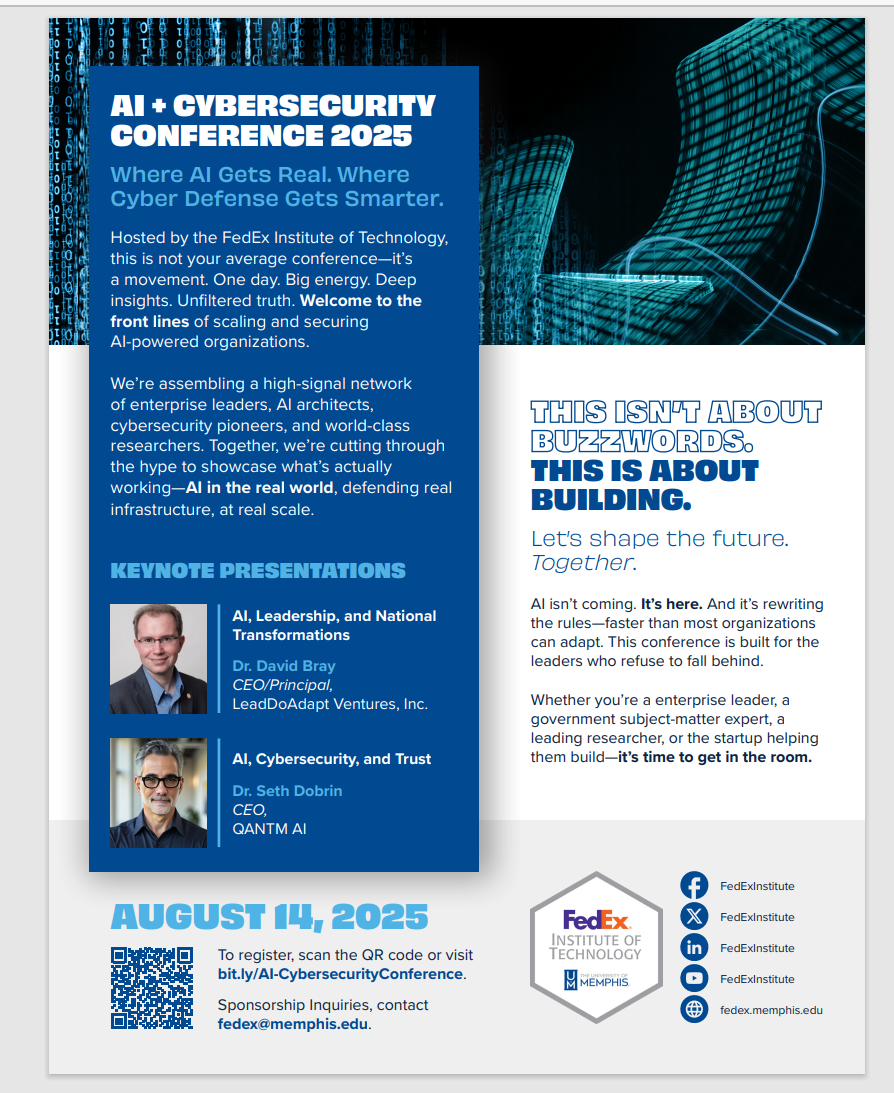 AI + CYBERSECURITY
CONFERENCE 2025
Where AI Gets Real. Where
Cyber Defense Gets Smarter.
Hosted by the FedEx Institute of Technology,
this is not your average conference—it’s
a movement. One day. Big energy. Deep
insights. Unfiltered truth. Welcome to the
front lines of scaling and securing
AI-powered organizations.
We’re assembling a high-signal network
of enterprise leaders, AI architects,
cybersecurity pioneers, and world-class
researchers. Together, we’re cutting through
the hype to showcase what’s actually
working—AI in the real world, defending real
infrastructure, at real scale.
KEYNOTE PRESENTATIONS
AI, Leadership, and National
Transformations
Dr. David Bray
CEO/Principal,
LeadDoAdapt Ventures, Inc.
AI, Cybersecurity, and Trust
Dr. Seth Dobrin
CEO,
QANTM AI
THIS ISN’T ABOUT
BUZZWORDS.
THIS IS ABOUT
BUILDING.
Let’s shape the future.
Together.
AI isn’t coming. It’s here. And it’s rewriting
the rules—faster than most organizations
can adapt. This conference is built for the
leaders who refuse to fall behind.
Whether you’re a enterprise leader, a
government subject-matter expert, a
leading researcher, or the startup helping
them build—it’s time to get in the room.
AUGUST 14, 2025
To register, scan the QR code or visit
bit.ly/AI-CybersecurityConference.
Sponsorship Inquiries, contact
fedex@memphis.edu.
FedEx.
INSTITUTE OF
TECHNOLOGY
THE UNIVERSITY OF
MEMPHIS.
FedExInstitute
FedExInstitute
FedExInstitute
FedExInstitute
fedex.memphis.edu